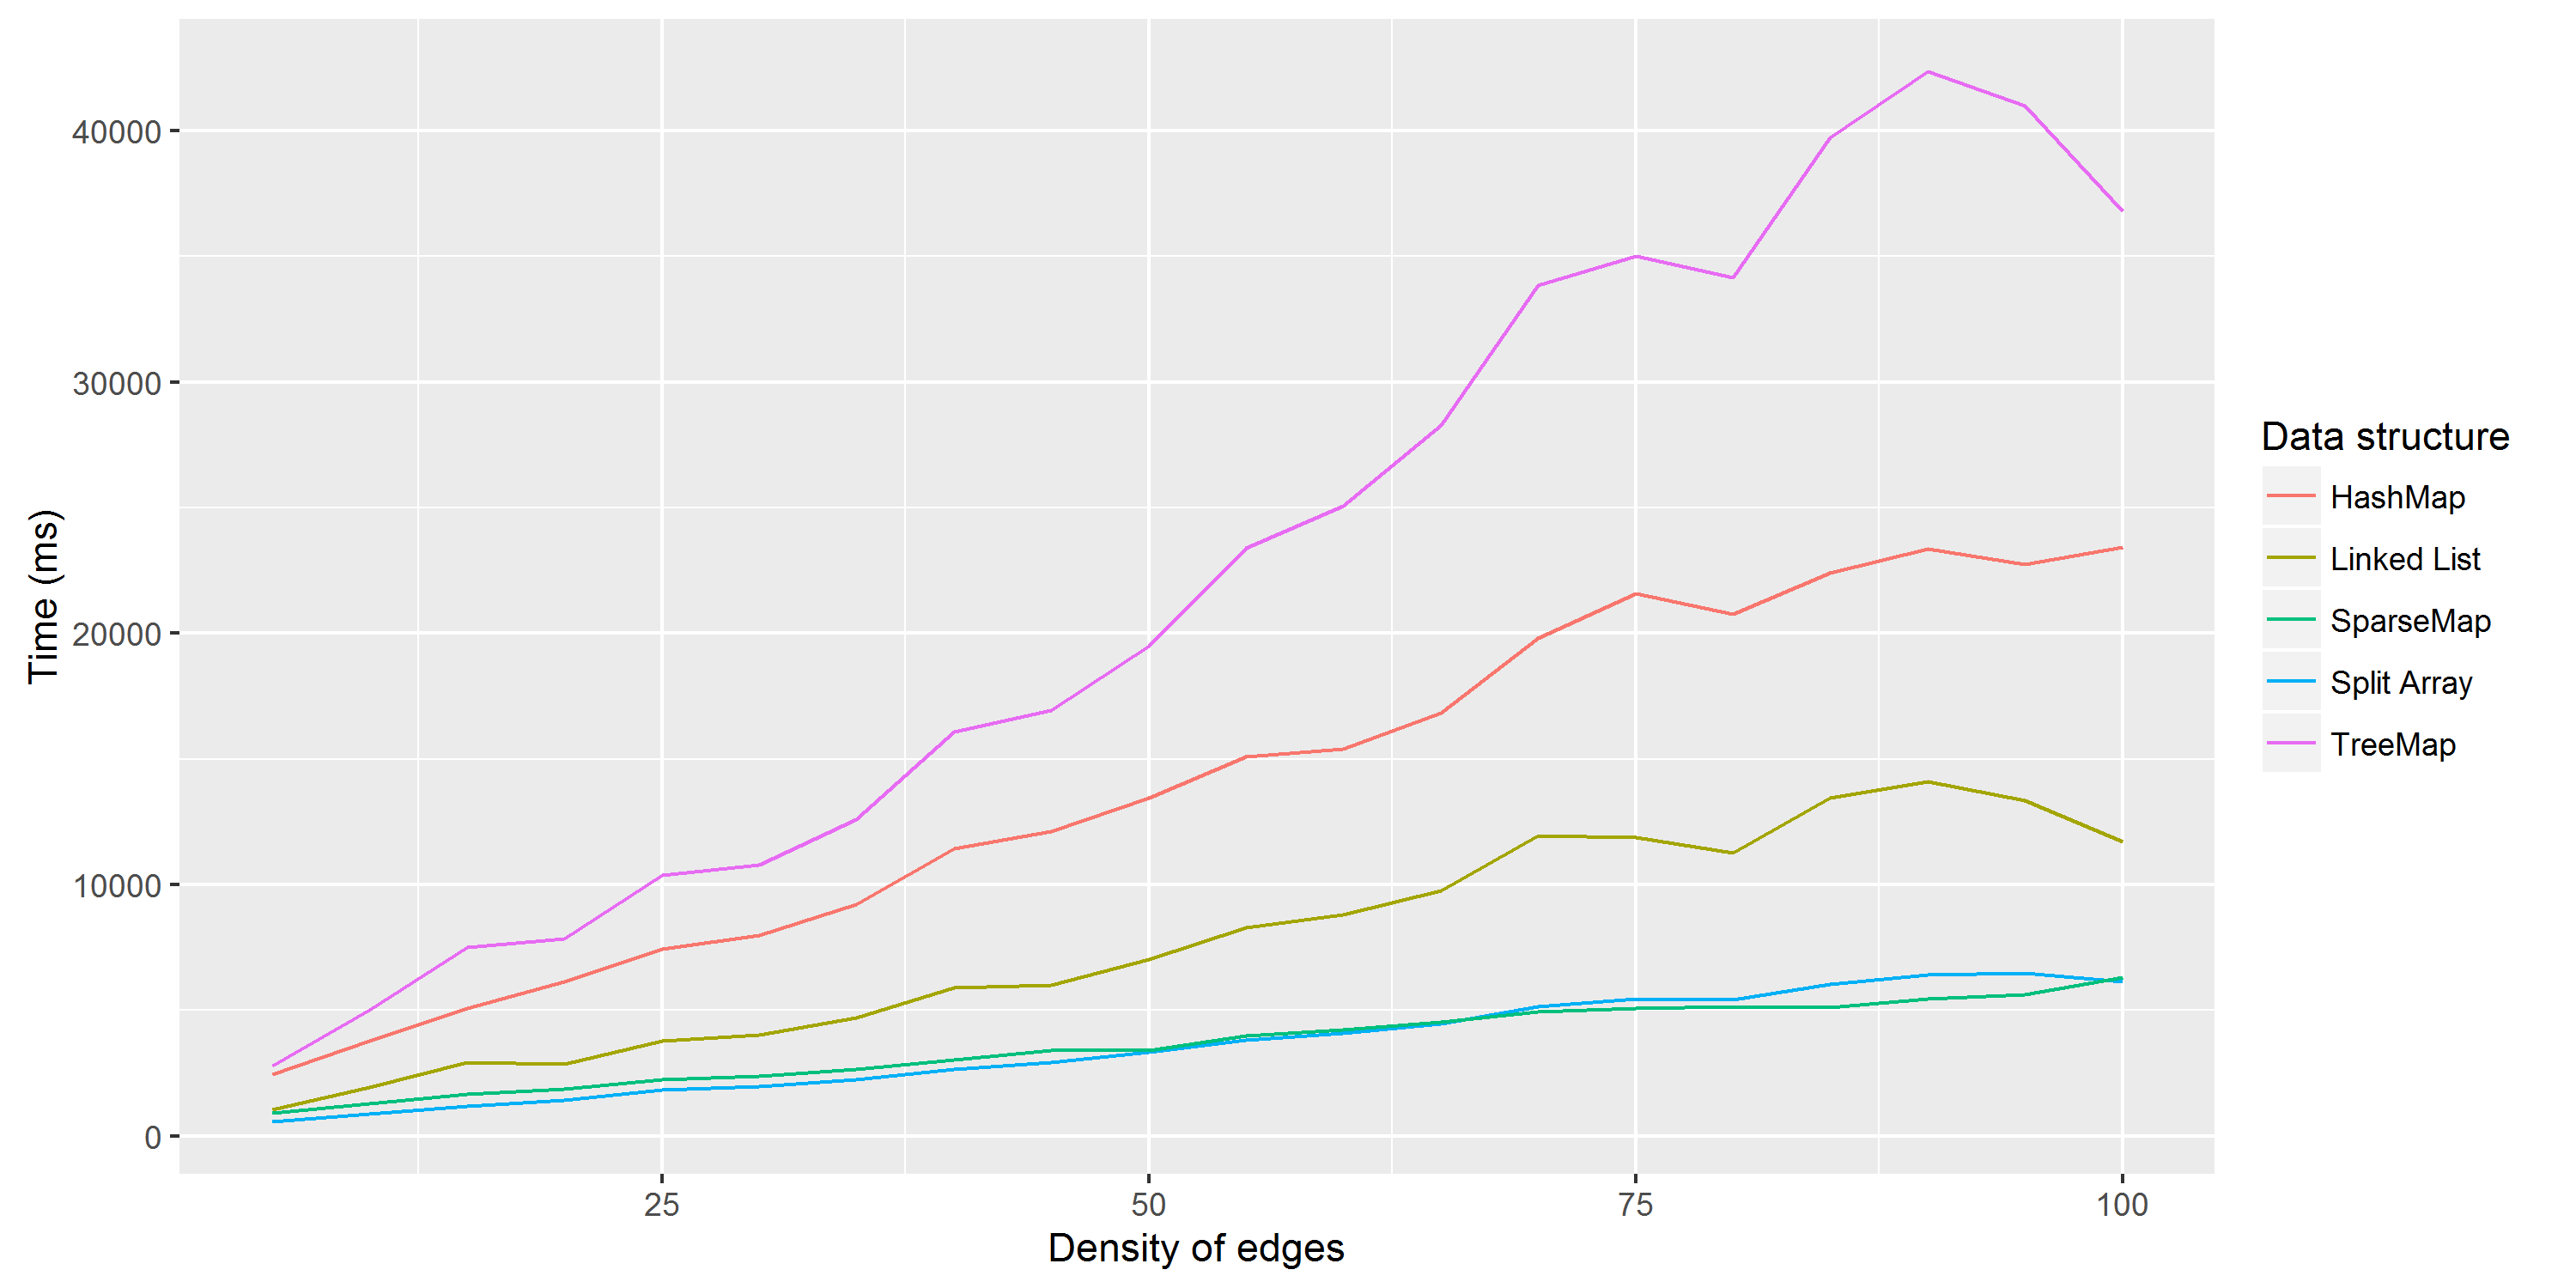 40000
30000
20000
10000
0
Time (ms)
25 50 75 100
Density of edges
Data structure
HashMap
Linked List
SparseMap
Split Array
TreeMap